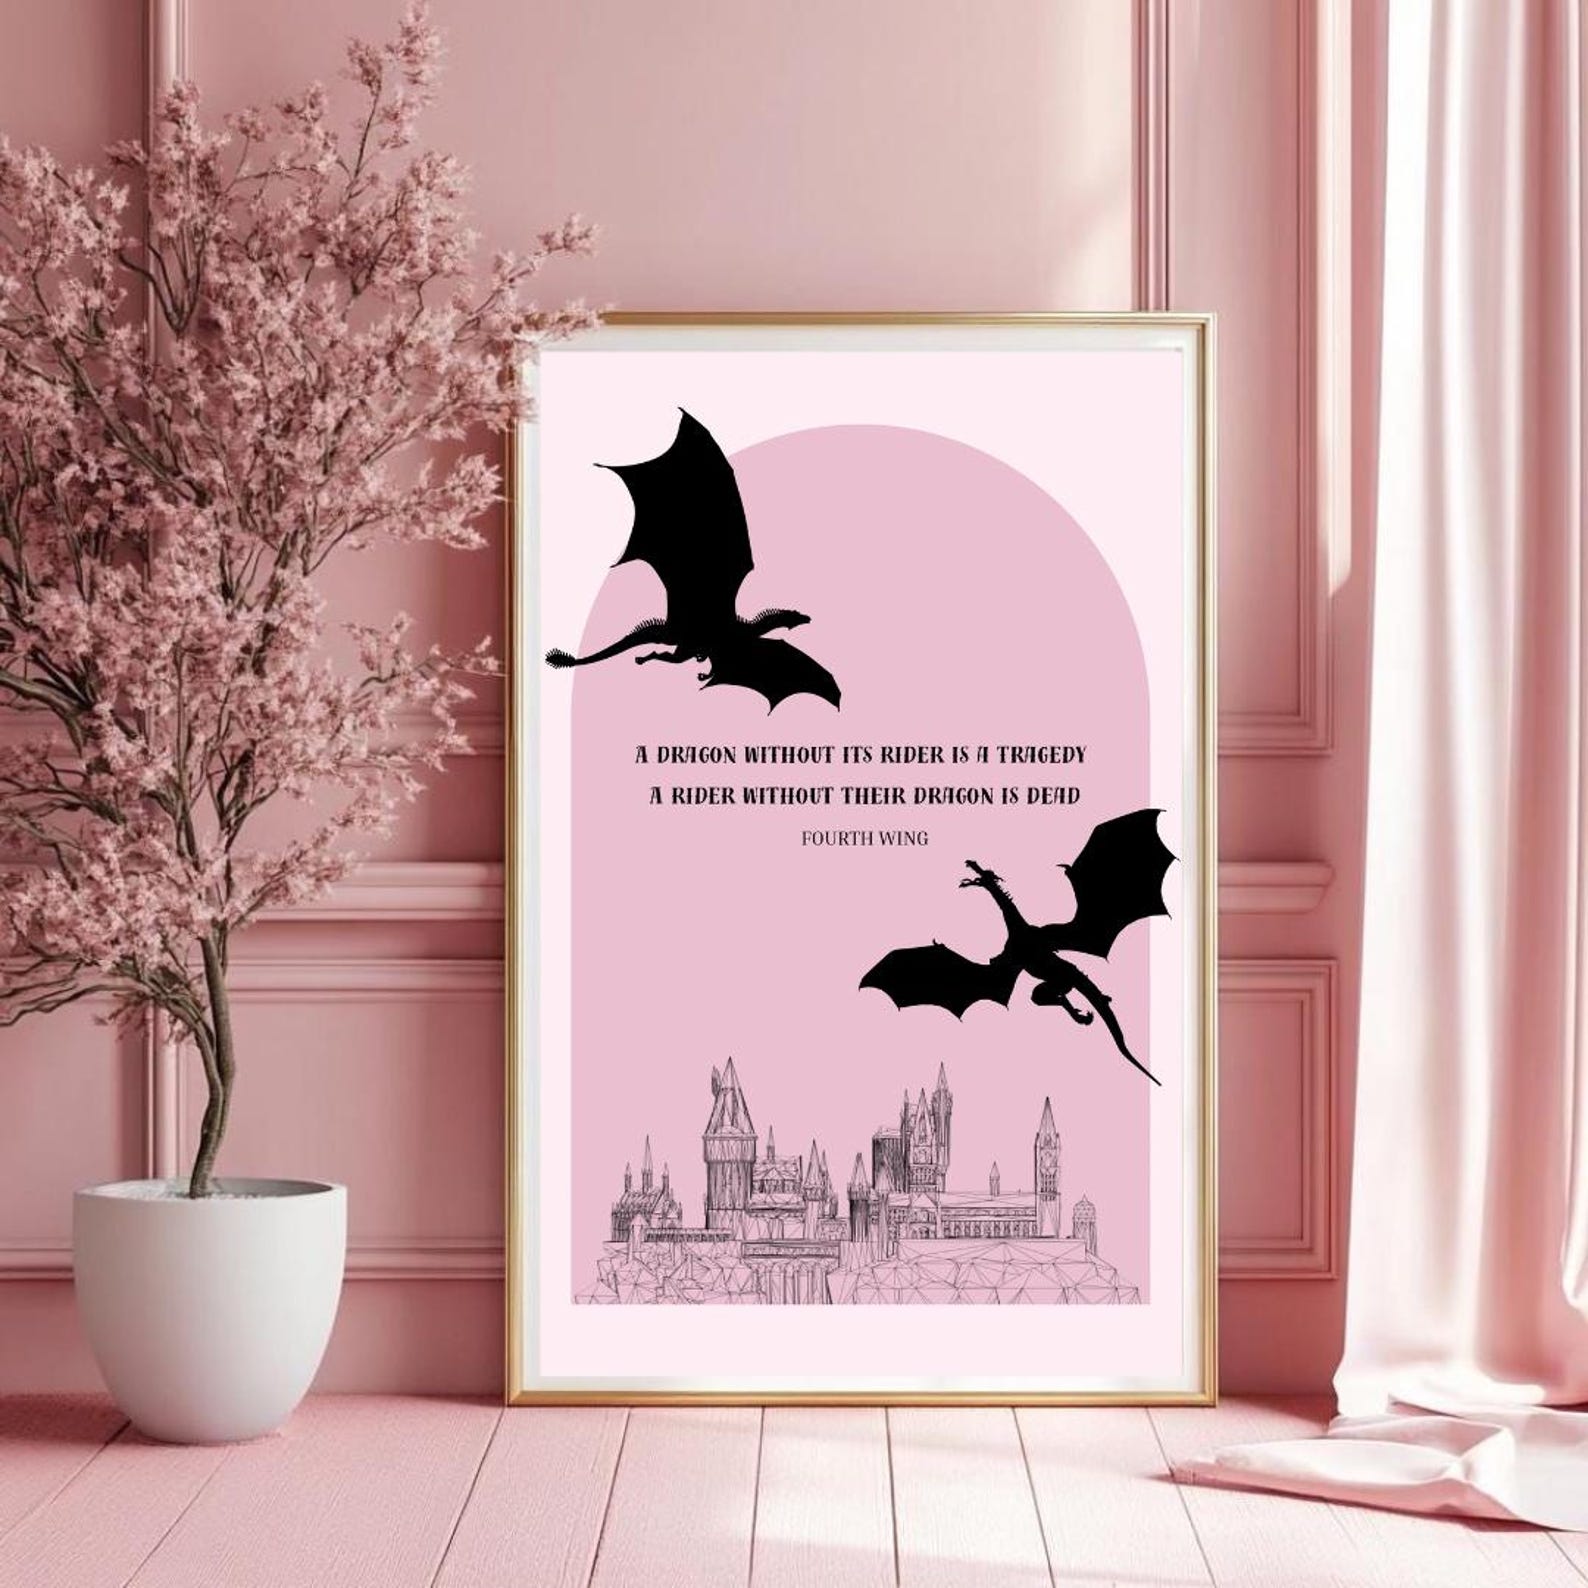 A DRAGON WITHOUT ITS RIDER IS A TRAGEDY
A RIDER WITHOUT THEIR DRAGON IS DEAD
FOURTH WING